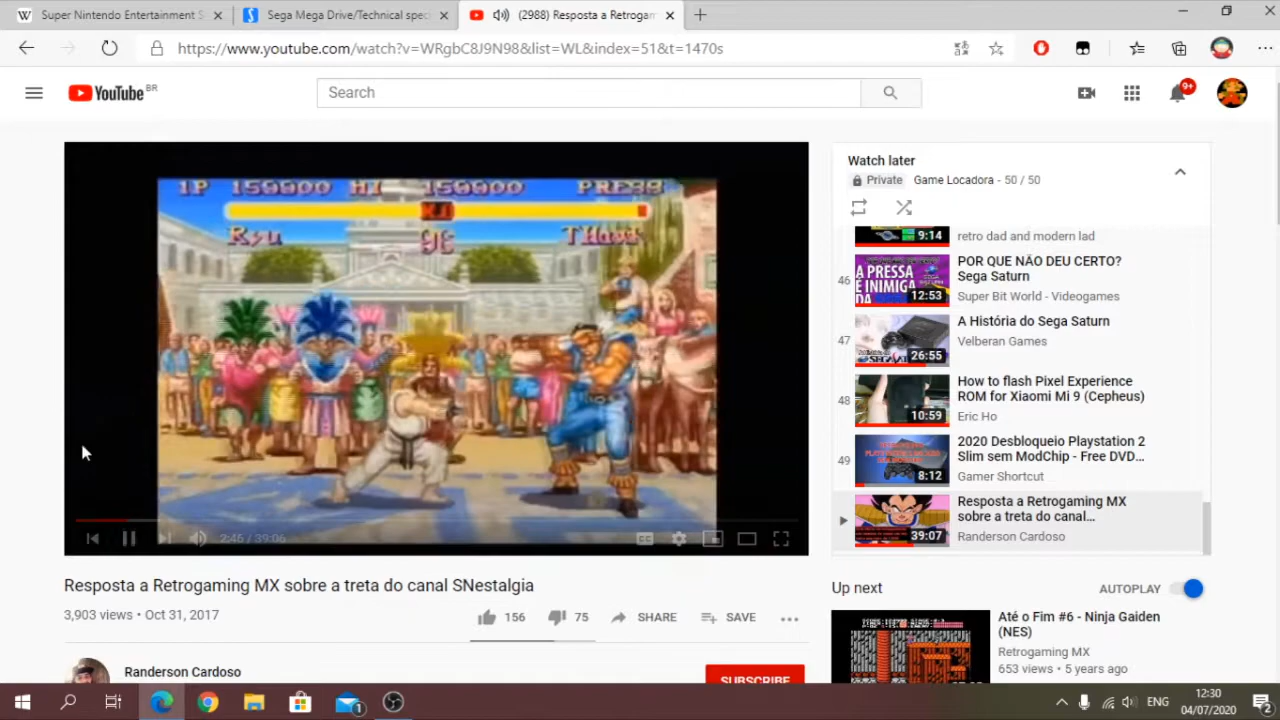 Super Nintendo Entertainment S
Sega Mega Drive/Technical speci
(2988) Resposta a Retrogam
https://www.youtube.com/watch?v=WRgbC8J9N98&list=WL&index=51&t=1470s
YouTube BR
Search
9+
1P 159900 HI 159900 PRESS
KO
Ryu 96 T.Hawk
/ 39:06
Resposta a Retrogaming MX sobre a treta do canal SNestalgia
3,903 views • Oct 31, 2017
156 75 SHARE SAVE
Randerson Cardoso
SUBSCRIBE
Watch later
Private Game Locadora - 50 / 50
9:14 retro dad and modern lad
46 A PRESSA É INIMIGA DA 12:53
POR QUE NÃO DEU CERTO?
Sega Saturn
Super Bit World - Videogames
47 26:55
A História do Sega Saturn
Velberan Games
48 10:59
How to flash Pixel Experience
ROM for Xiaomi Mi 9 (Cepheus)
Eric Ho
49 8:12
2020 Desbloqueio Playstation 2
Slim sem ModChip - Free DVD...
Gamer Shortcut
39:07
Resposta a Retrogaming MX
sobre a treta do canal...
Randerson Cardoso
Up next AUTOPLAY
Até o Fim #6 - Ninja Gaiden
(NES)
Retrogaming MX
653 views • 5 years ago
1
ENG
12:30
04/07/2020
2